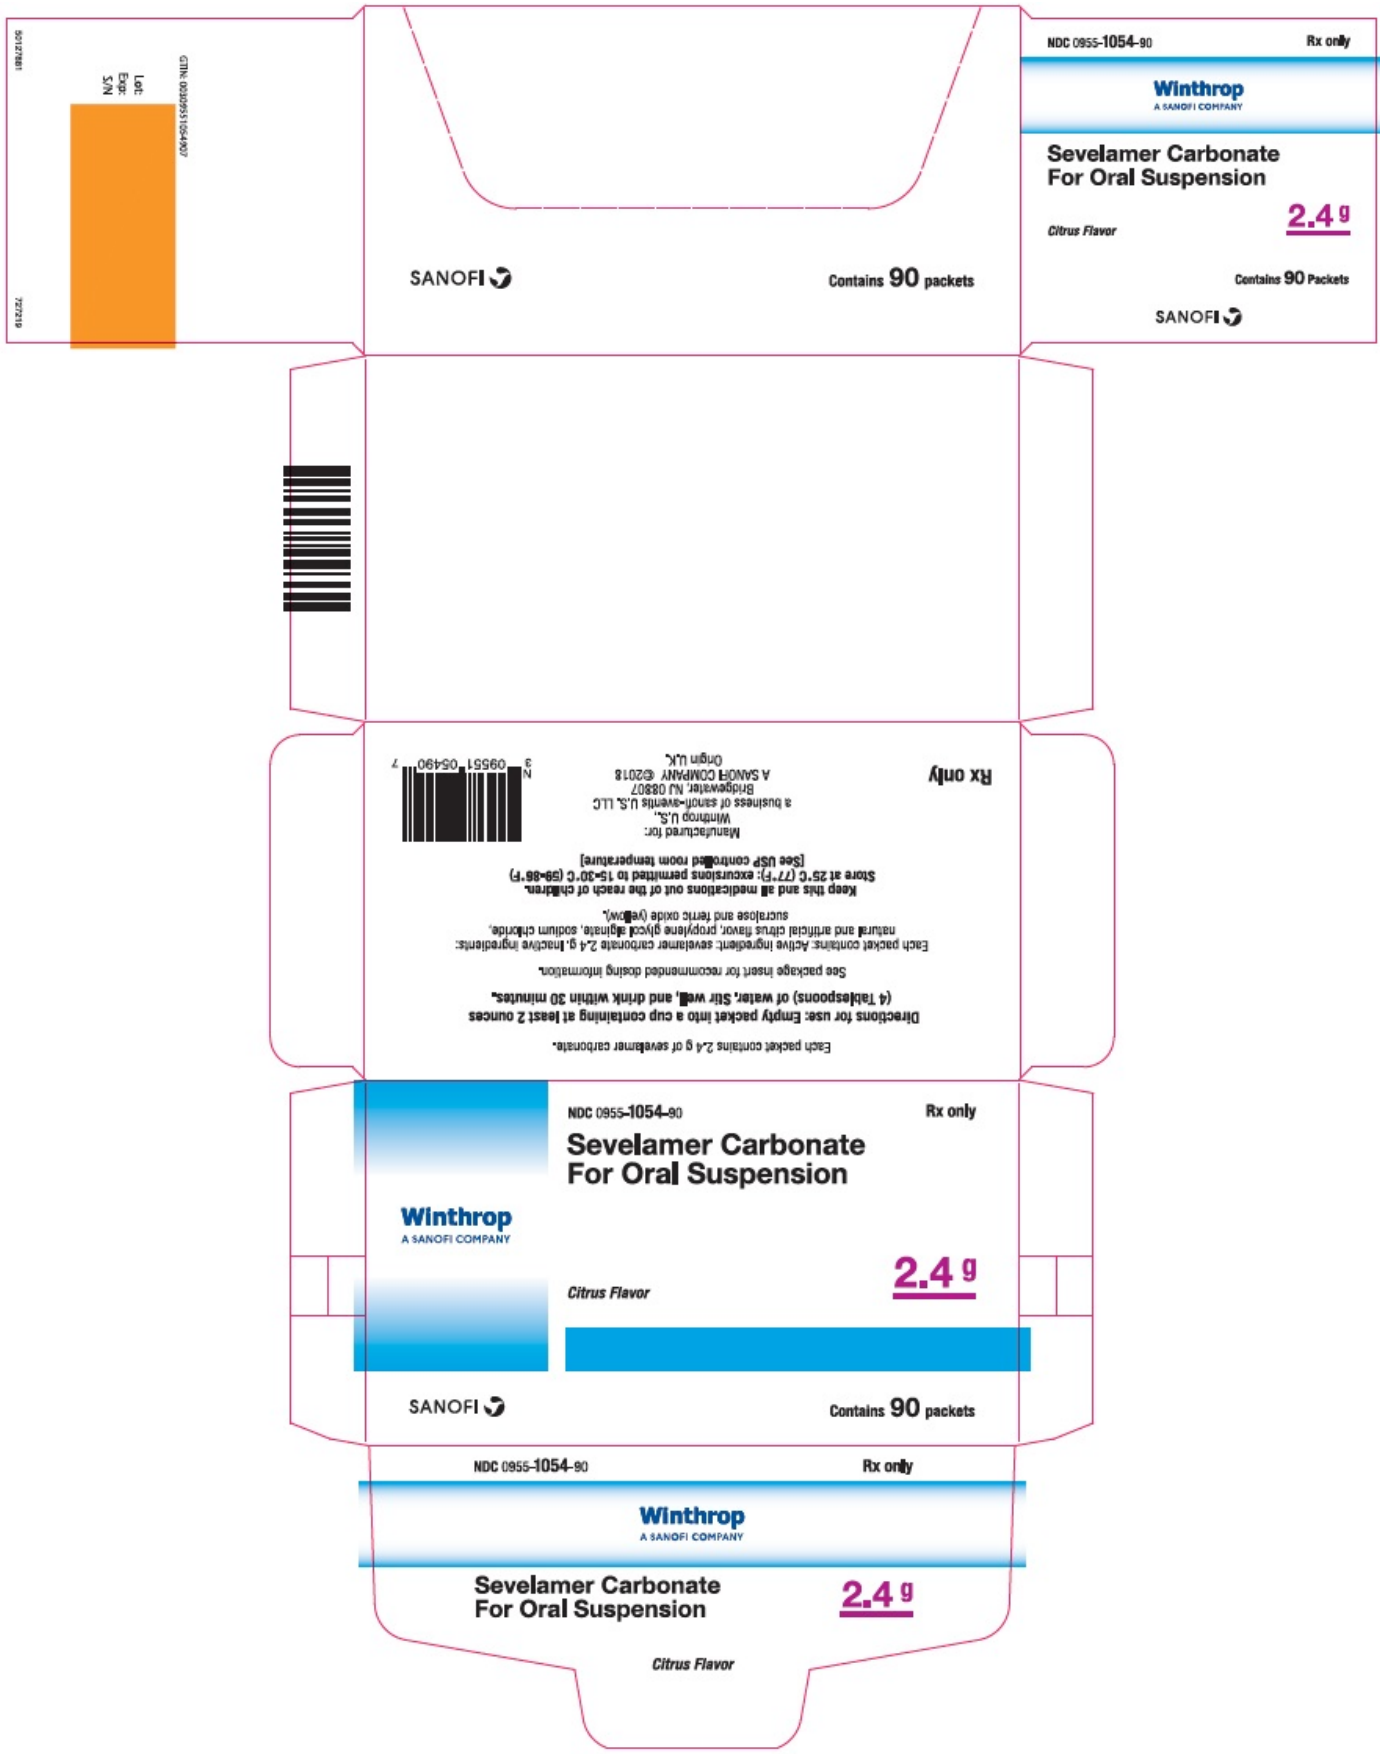 50127881
727219
GTIN: 00309551054907
Lot:
Exp:
S/N
SANOFI
Contains 90 packets
NDC 0955-1054-90 Rx only
Winthrop
A SANOFI COMPANY
Sevelamer Carbonate
For Oral Suspension
2.4 g
Citrus Flavor
Contains 90 Packets
SANOFI
Each packet contains 2.4 g of sevelamer carbonate.
Directions for use: Empty packet into a cup containing at least 2 ounces
(4 Tablespoons) of water. Stir well, and drink within 30 minutes.
See package insert for recommended dosing information.
Each packet contains: Active ingredient: sevelamer carbonate 2.4 g. Inactive ingredients:
natural and artificial citrus flavor, propylene glycol alginate, sodium chloride,
sucralose and ferric oxide (yellow).
Keep this and all medications out of the reach of children.
Store at 25°C (77°F): excursions permitted to 15-30°C (59-86°F)
[See USP controlled room temperature]
Manufactured for:
Winthrop U.S.,
a business of sanofi-aventis U.S. LLC
Bridgewater, NJ 08807
A SANOFI COMPANY ©2018
Origin U.K.
Rx only
N
3 09551 05490 7
NDC 0955-1054-90 Rx only
Sevelamer Carbonate
For Oral Suspension
Winthrop
A SANOFI COMPANY
2.4 g
Citrus Flavor
SANOFI
Contains 90 packets
NDC 0955-1054-90 Rx only
Winthrop
A SANOFI COMPANY
Sevelamer Carbonate
For Oral Suspension
2.4 g
Citrus Flavor